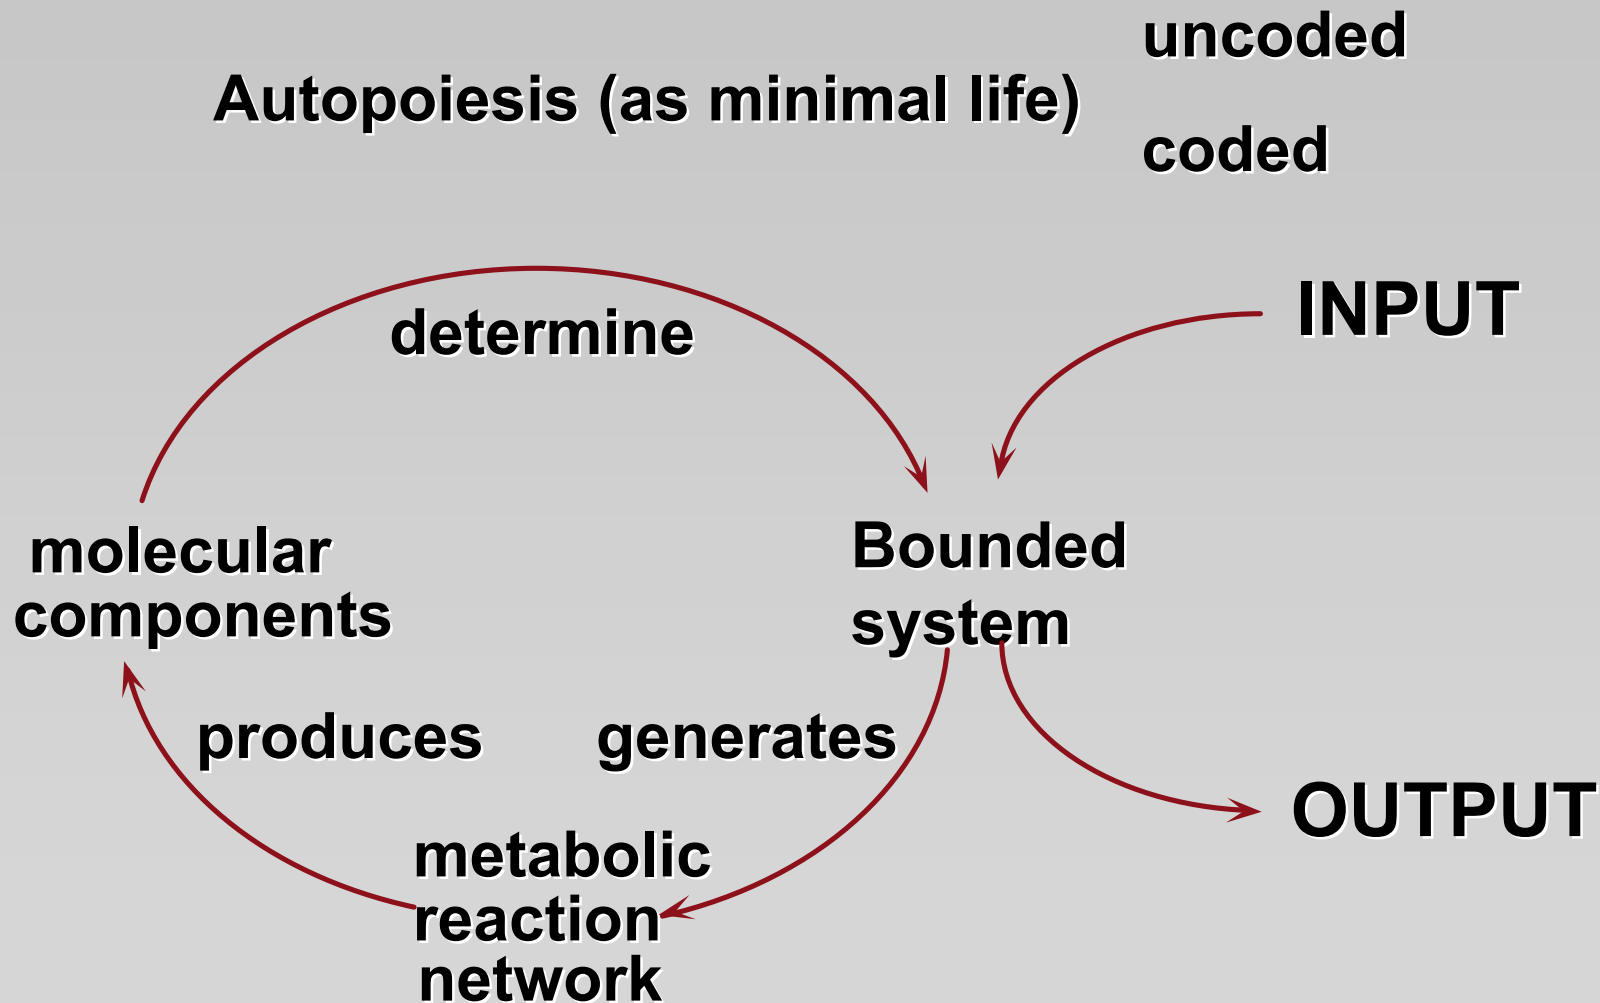 uncoded
Autopoiesis (as minimal life)
coded
INPUT
determine
molecular
components
Bounded
system
produces
generates
OUTPUT
metabolic
reaction
network